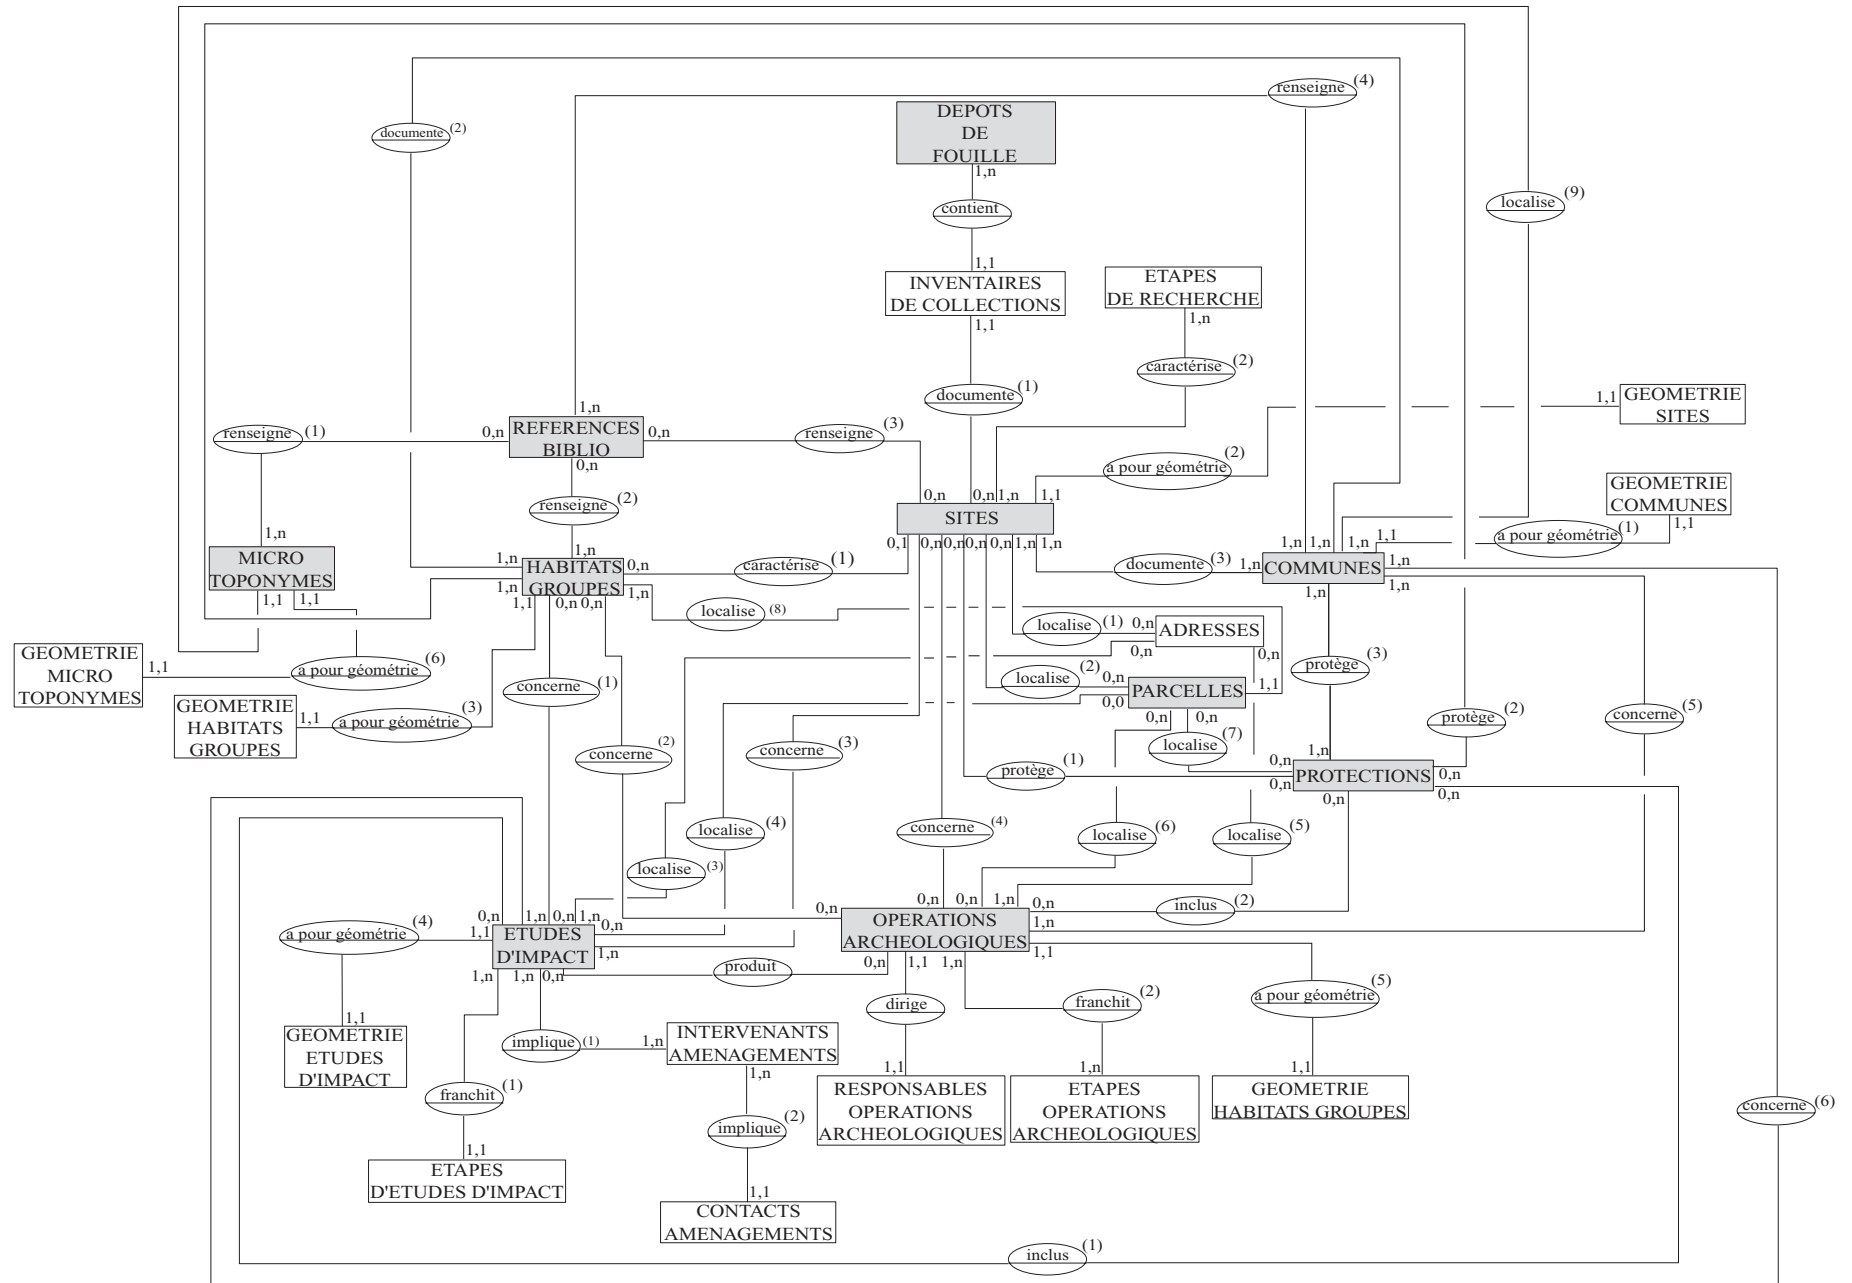 renseigne (4)
DEPOTS
DE
FOUILLE
1,n
documente (2)
contient
localise (9)
1,1
INVENTAIRES
DE COLLECTIONS
1,1
ETAPES
DE RECHERCHE
1,n
caractérise (2)
documente (1)
1,1
GEOMETRIE
SITES
1,n
renseigne (1)
0,n
REFERENCES
BIBLIO
0,n
renseigne (3)
0,n
a pour géométrie (2)
GEOMETRIE
COMMUNES
1,1
renseigne (2)
0,n
0,n
1,n
1,1
SITES
a pour géométrie (1)
1,n
MICRO
TOPONYMES
1,1
1,1
1,n
1,n
HABITATS
GROUPES
0,n
1,n
1,n
caractérise (1)
0,1
0,n
0,n
0,n
0,n
1,n
1,n
documente (3)
1,n
1,n
1,n
1,n
1,1
COMMUNES
1,n
1,n
1,n
1,1
0,n
0,n
localise (8)
localise (1)
0,n
ADRESSES
0,n
0,n
GEOMETRIE
MICRO
TOPONYMES
1,1
a pour géométrie (6)
protège (3)
concerne (1)
localise (2)
0,n
PARCELLES
1,1
0,0
0,n
0,n
GEOMETRIE
HABITATS
GROUPES
1,1
a pour géométrie (3)
protège (2)
concerne (5)
concerne (2)
concerne (3)
localise (7)
protège (1)
1,n
0,n
PROTECTIONS
0,n
0,n
0,n
0,n
localise (4)
concerne (4)
localise (6)
localise (5)
localise (3)
0,n
1,n
0,n
1,n
0,n
1,1
ETUDES
D'IMPACT
1,n
1,n
1,n
0,n
a pour géométrie (4)
0,n
0,n
0,n
1,n
0,n
OPERATIONS
ARCHEOLOGIQUES
1,n
1,1
0,n
1,1
1,n
inclus (2)
produit
dirige
franchit (2)
a pour géométrie (5)
1,1
GEOMETRIE
ETUDES
D'IMPACT
implique (1)
1,n
INTERVENANTS
AMENAGEMENTS
1,n
1,1
RESPONSABLES
OPERATIONS
ARCHEOLOGIQUES
1,n
ETAPES
OPERATIONS
ARCHEOLOGIQUES
1,1
GEOMETRIE
HABITATS GROUPES
franchit (1)
concerne (6)
implique (2)
1,1
ETAPES
D'ETUDES D'IMPACT
1,1
CONTACTS
AMENAGEMENTS
inclus (1)